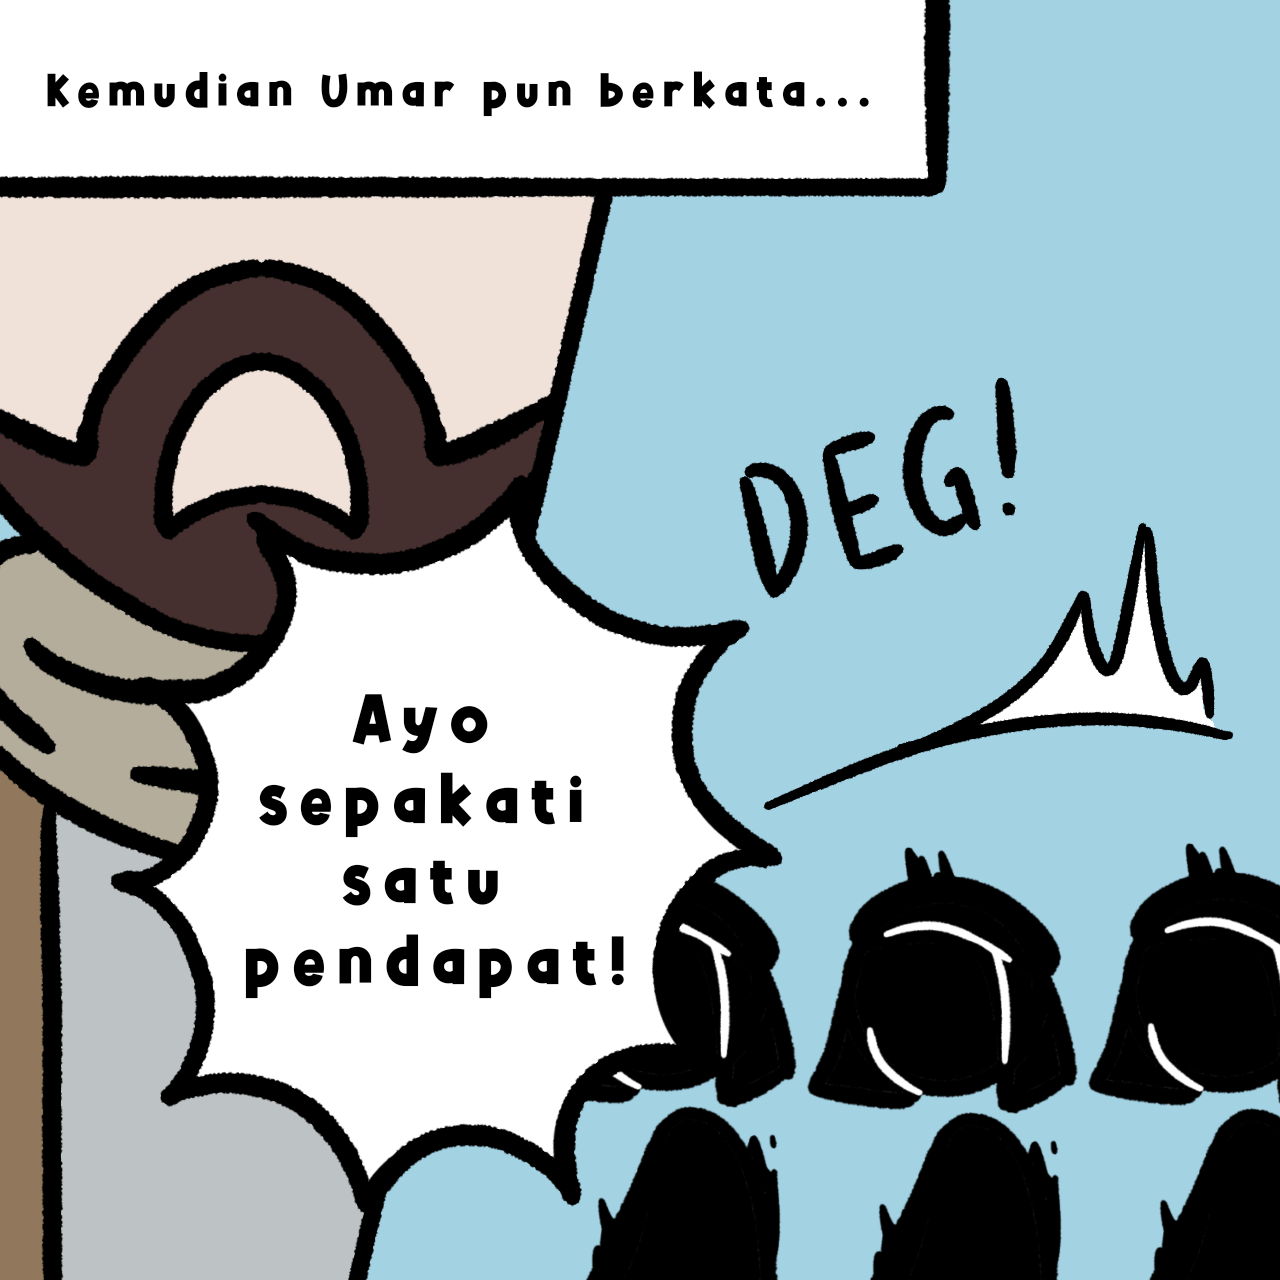 Kemudian Umar pun berkata...
DEG!
Ayo
sepakati
satu
pendapat!